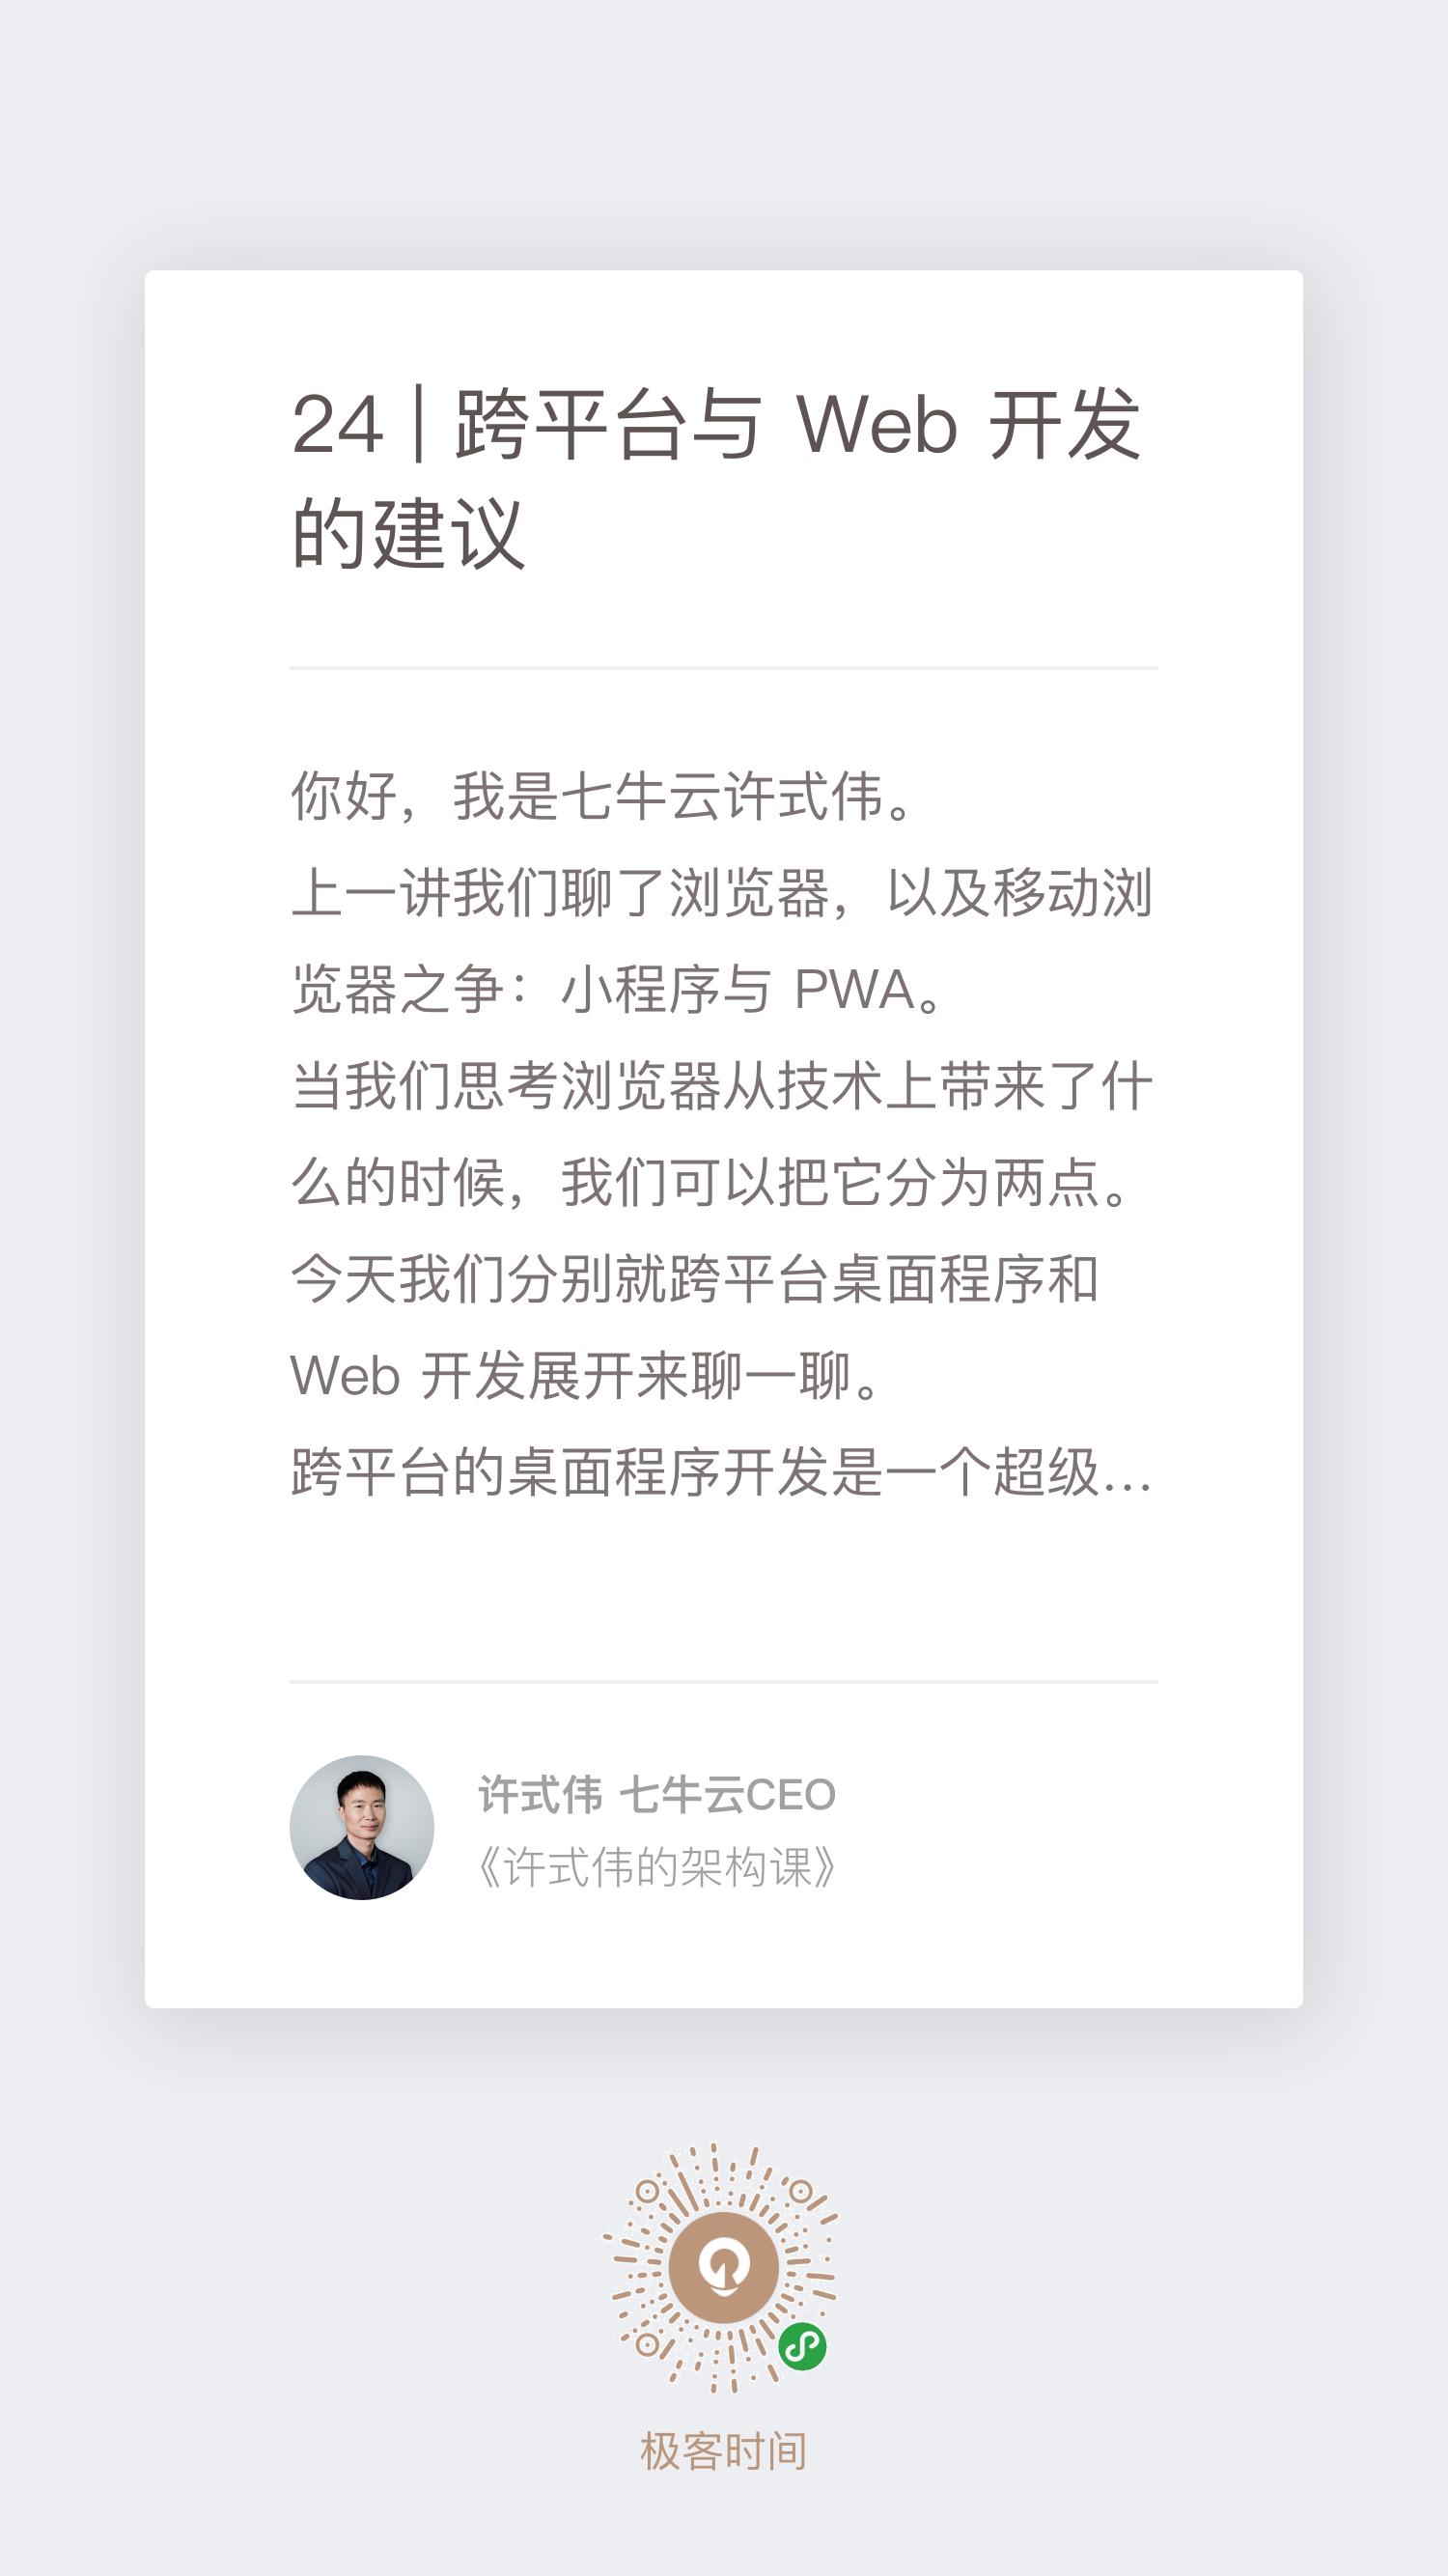 24 | 跨平台与 Web 开发
的建议
你好，我是七牛云许式伟。
上一讲我们聊了浏览器，以及移动浏
览器之争：小程序与 PWA。
当我们思考浏览器从技术上带来了什
么的时候，我们可以把它分为两点。
今天我们分别就跨平台桌面程序和
Web 开发展开来聊一聊。
跨平台的桌面程序开发是一个超级...
许式伟 七牛云CEO
《许式伟的架构课》
极客时间